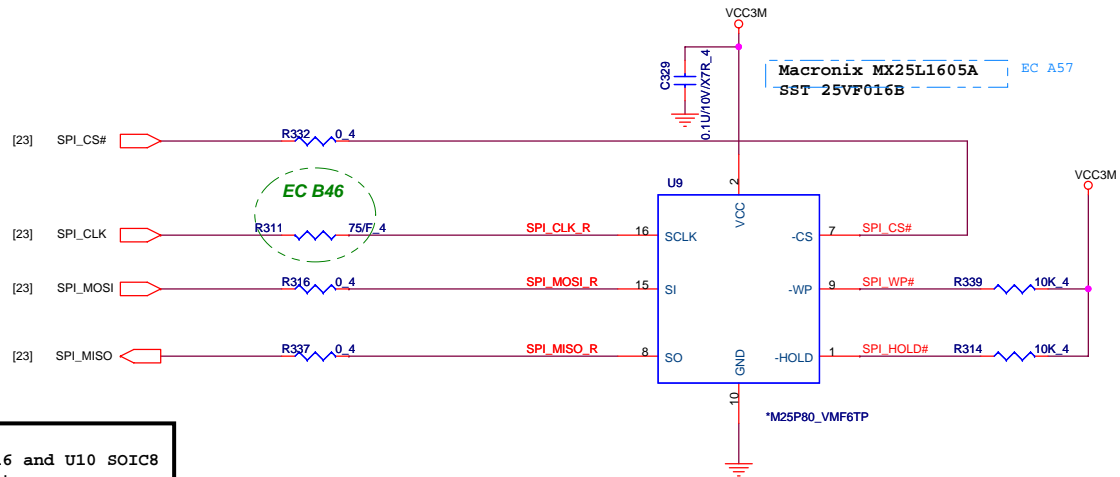 VCC3M
C329
0.1U/10V/X7R_4
Macronix MX25L1605A
SST 25VF016B
EC A57
[23] SPI_CS# R332 0_4
VCC3M
EC B46
U9
2
VCC
[23] SPI_CLK R311 75/F_4 SPI_CLK_R 16 SCLK
-CS 7 SPI_CS#
[23] SPI_MOSI R316 0_4 SPI_MOSI_R 15 SI
-WP 9 SPI_WP# R339 10K_4
[23] SPI_MISO R337 0_4 SPI_MISO_R 8 SO
-HOLD 1 SPI_HOLD# R314 10K_4
GND
10
*M25P80_VMF6TP
6 and U10 SOIC8